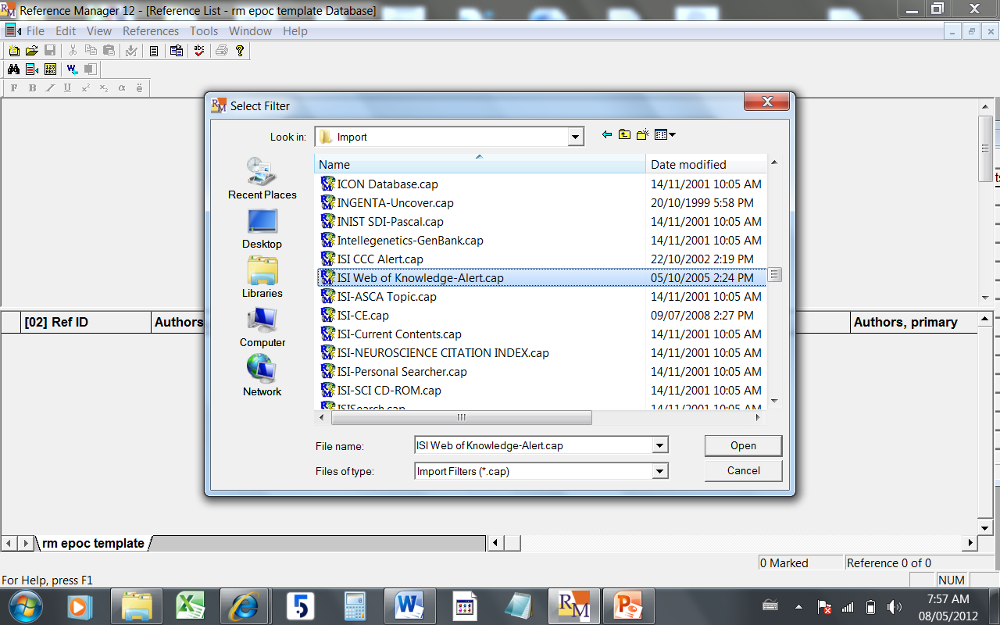 Reference Manager 12 - [Reference List - rm epoc template Database]
File Edit View References Tools Window Help
Select Filter
Look in: Import
Name Date modified
Recent Places
Desktop
Libraries
Computer
Network
ICON Database.cap 14/11/2001 10:05 AM
INGENTA-Uncover.cap 20/10/1999 5:58 PM
INIST SDI-Pascal.cap 14/11/2001 10:05 AM
Intellegenetics-GenBank.cap 14/11/2001 10:05 AM
ISI CCC Alert.cap 22/10/2002 2:19 PM
ISI Web of Knowledge-Alert.cap 05/10/2005 2:24 PM
ISI-ASCA Topic.cap 14/11/2001 10:05 AM
ISI-CE.cap 09/07/2008 2:27 PM
ISI-Current Contents.cap 14/11/2001 10:05 AM
ISI-NEUROSCIENCE CITATION INDEX.cap 14/11/2001 10:05 AM
ISI-Personal Searcher.cap 14/11/2001 10:05 AM
ISI-SCI CD-ROM.cap 14/11/2001 10:05 AM
ISISearch.cap 14/11/2001 10:05 AM
File name: ISI Web of Knowledge-Alert.cap Open
Files of type: Import Filters (*.cap) Cancel
[02] Ref ID Authors Authors, primary
rm epoc template
0 Marked Reference 0 of 0
For Help, press F1 NUM
7:57 AM
08/05/2012